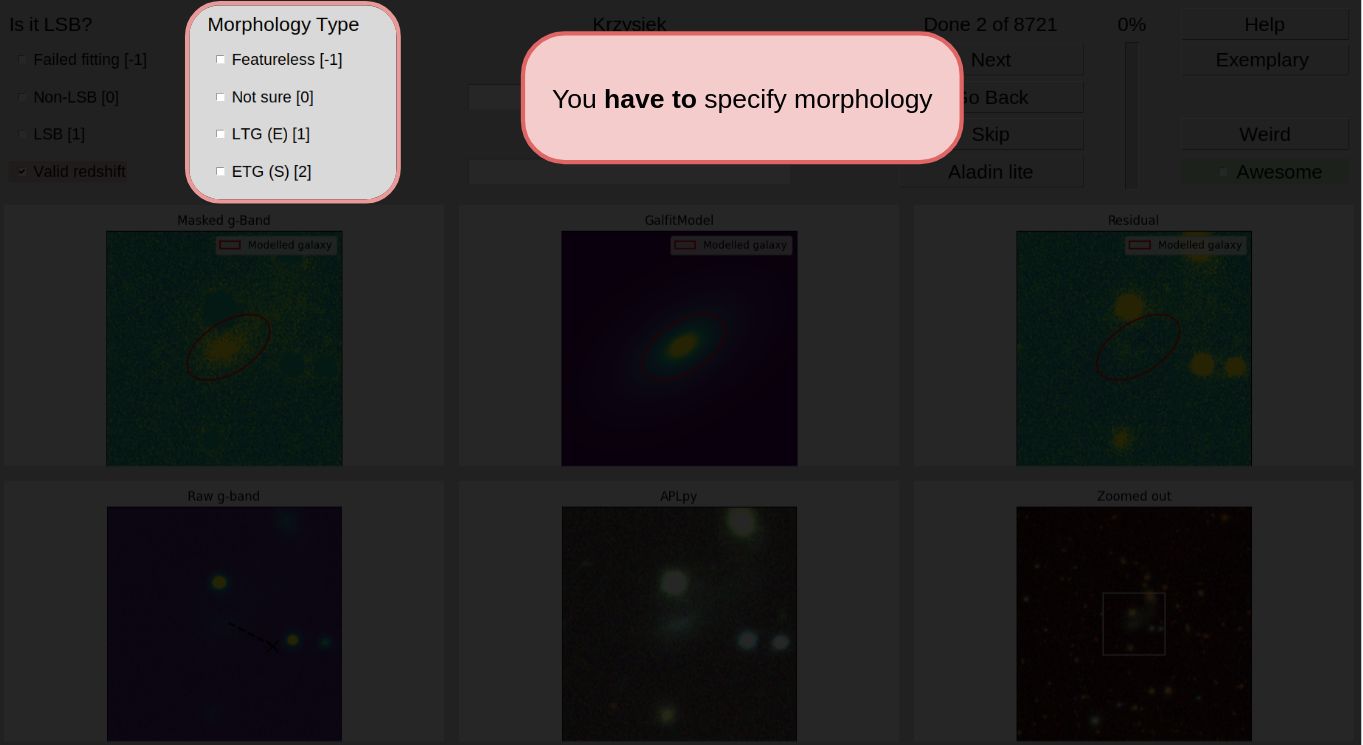 Is it LSB?
Morphology Type
Krzysiek
Done 2 of 8721
0%
Help
Failed fitting [-1]
Featureless [-1]
Next
Exemplary
Non-LSB [0]
Not sure [0]
You have to specify morphology
Go Back
LSB [1]
LTG (E) [1]
Skip
Weird
Valid redshift
ETG (S) [2]
Aladin lite
Awesome
Masked g-Band
GalfitModel
Residual
Modelled galaxy
Modelled galaxy
Modelled galaxy
Raw g-band
APLpy
Zoomed out